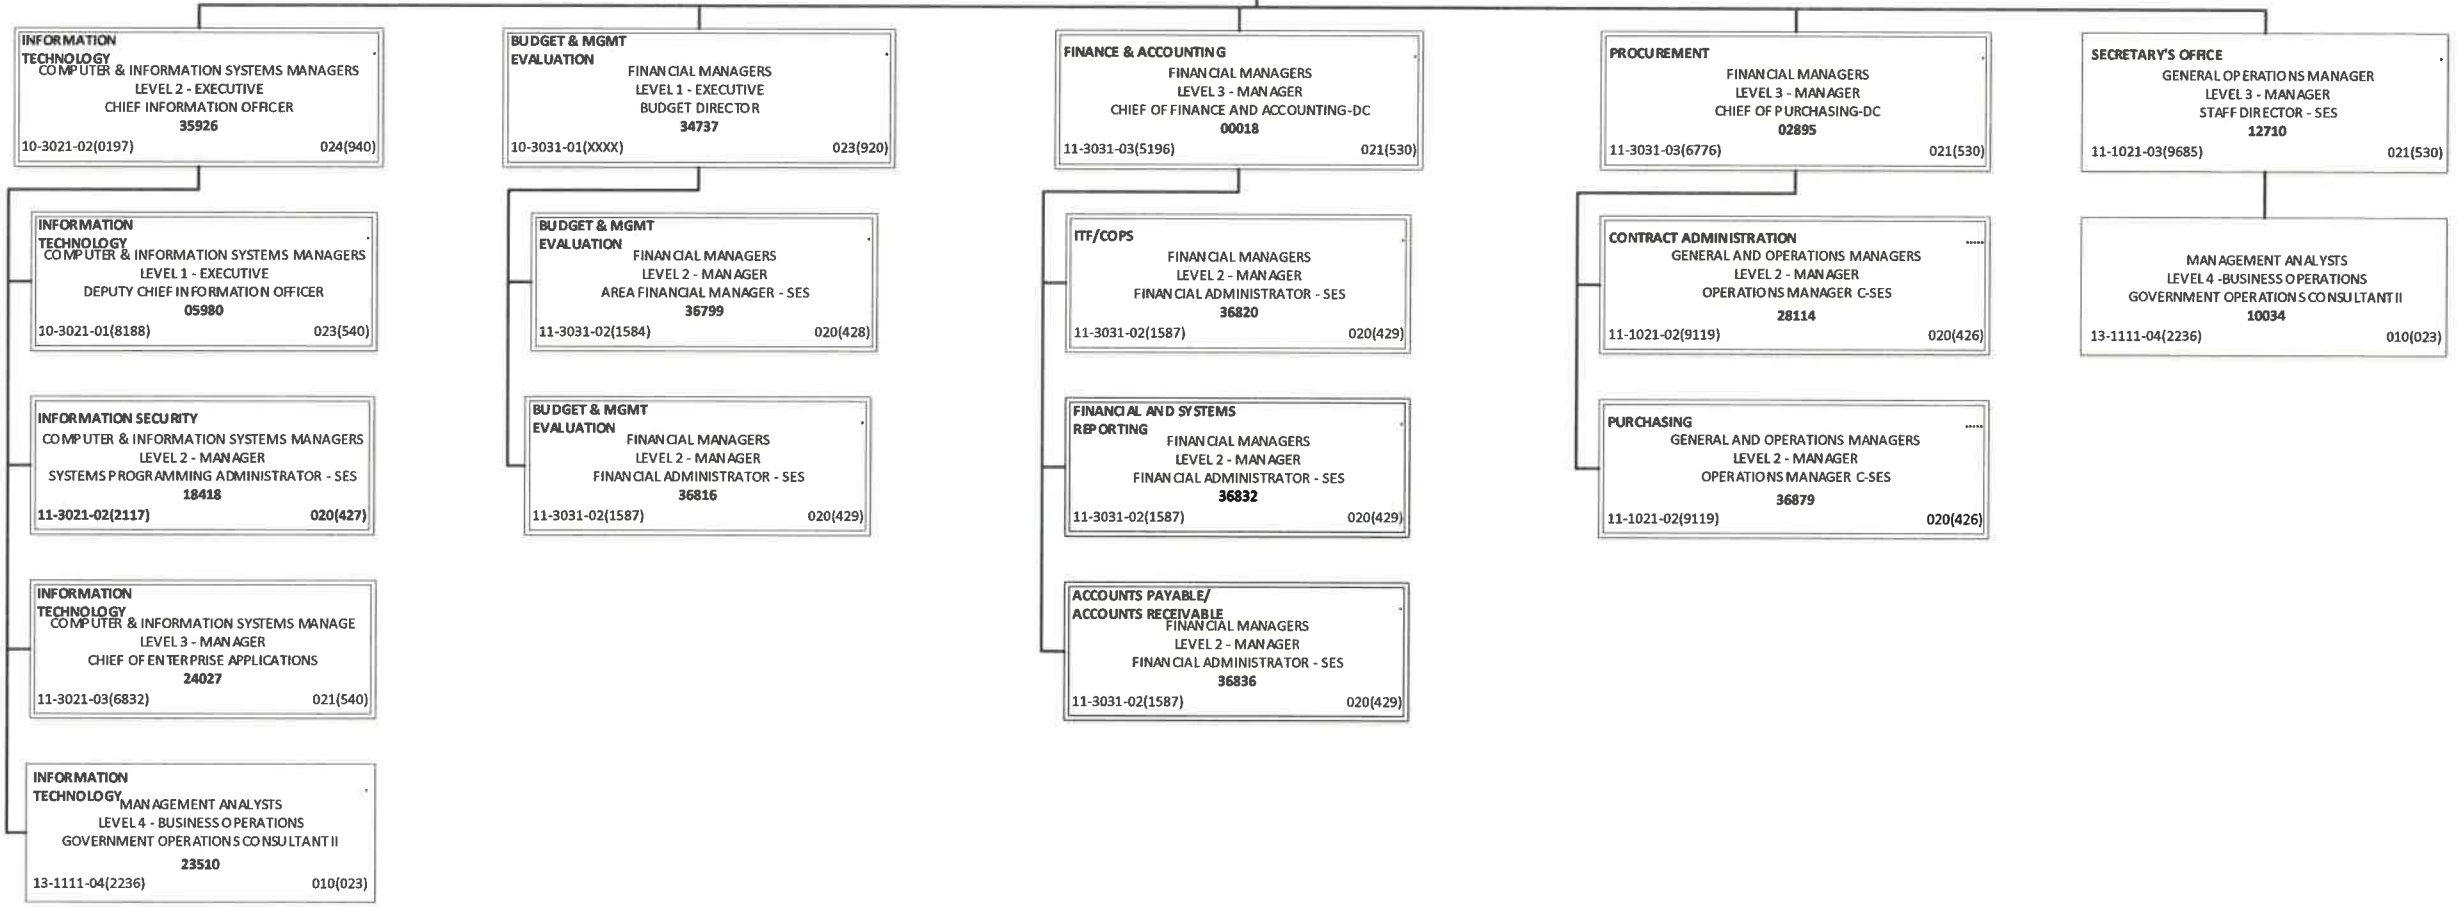 INFORMATION
TECHNOLOGY
COMPUTER & INFORMATION SYSTEMS MANAGERS
LEVEL 2 - EXECUTIVE
CHIEF INFORMATION OFFICER
35926
10-3021-02(0197) 024(940)
INFORMATION
TECHNOLOGY
COMPUTER & INFORMATION SYSTEMS MANAGERS
LEVEL 1 - EXECUTIVE
DEPUTY CHIEF INFORMATION OFFICER
05980
10-3021-01(8188) 023(540)
INFORMATION SECURITY
COMPUTER & INFORMATION SYSTEMS MANAGERS
LEVEL 2 - MANAGER
SYSTEMS PROGRAMMING ADMINISTRATOR - SES
18418
11-3021-02(2117) 020(427)
INFORMATION
TECHNOLOGY
COMPUTER & INFORMATION SYSTEMS MANAGE
LEVEL 3 - MANAGER
CHIEF OF ENTERPRISE APPLICATIONS
24027
11-3021-03(6832) 021(540)
INFORMATION
TECHNOLOGY
MANAGEMENT ANALYSTS
LEVEL 4 - BUSINESS OPERATIONS
GOVERNMENT OPERATIONS CONSULTANT II
23510
13-1111-04(2236) 010(023)
BUDGET & MGMT
EVALUATION
FINANCIAL MANAGERS
LEVEL 1 - EXECUTIVE
BUDGET DIRECTOR
34737
10-3031-01(XXXX) 023(920)
BUDGET & MGMT
EVALUATION
FINANCIAL MANAGERS
LEVEL 2 - MANAGER
AREA FINANCIAL MANAGER - SES
36799
11-3031-02(1584) 020(428)
BUDGET & MGMT
EVALUATION
FINANCIAL MANAGERS
LEVEL 2 - MANAGER
FINANCIAL ADMINISTRATOR - SES
36816
11-3031-02(1587) 020(429)
FINANCE & ACCOUNTING
FINANCIAL MANAGERS
LEVEL 3 - MANAGER
CHIEF OF FINANCE AND ACCOUNTING-DC
00018
11-3031-03(5196) 021(530)
ITF/COPS
FINANCIAL MANAGERS
LEVEL 2 - MANAGER
FINANCIAL ADMINISTRATOR - SES
36820
11-3031-02(1587) 020(429)
FINANCIAL AND SYSTEMS
REPORTING
FINANCIAL MANAGERS
LEVEL 2 - MANAGER
FINANCIAL ADMINISTRATOR - SES
36832
11-3031-02(1587) 020(429)
ACCOUNTS PAYABLE/
ACCOUNTS RECEIVABLE
FINANCIAL MANAGERS
LEVEL 2 - MANAGER
FINANCIAL ADMINISTRATOR - SES
36836
11-3031-02(1587) 020(429)
PROCUREMENT
FINANCIAL MANAGERS
LEVEL 3 - MANAGER
CHIEF OF PURCHASING-DC
02895
11-3031-03(6776) 021(530)
CONTRACT ADMINISTRATION .....
GENERAL AND OPERATIONS MANAGERS
LEVEL 2 - MANAGER
OPERATIONS MANAGER C-SES
28114
11-1021-02(9119) 020(426)
PURCHASING .....
GENERAL AND OPERATIONS MANAGERS
LEVEL 2 - MANAGER
OPERATIONS MANAGER C-SES
36879
11-1021-02(9119) 020(426)
SECRETARY'S OFFICE
GENERAL OPERATIONS MANAGER
LEVEL 3 - MANAGER
STAFF DIRECTOR - SES
12710
11-1021-03(9685) 021(530)
MANAGEMENT ANALYSTS
LEVEL 4 -BUSINESS OPERATIONS
GOVERNMENT OPERATIONS CONSULTANT II
10034
13-1111-04(2236) 010(023)